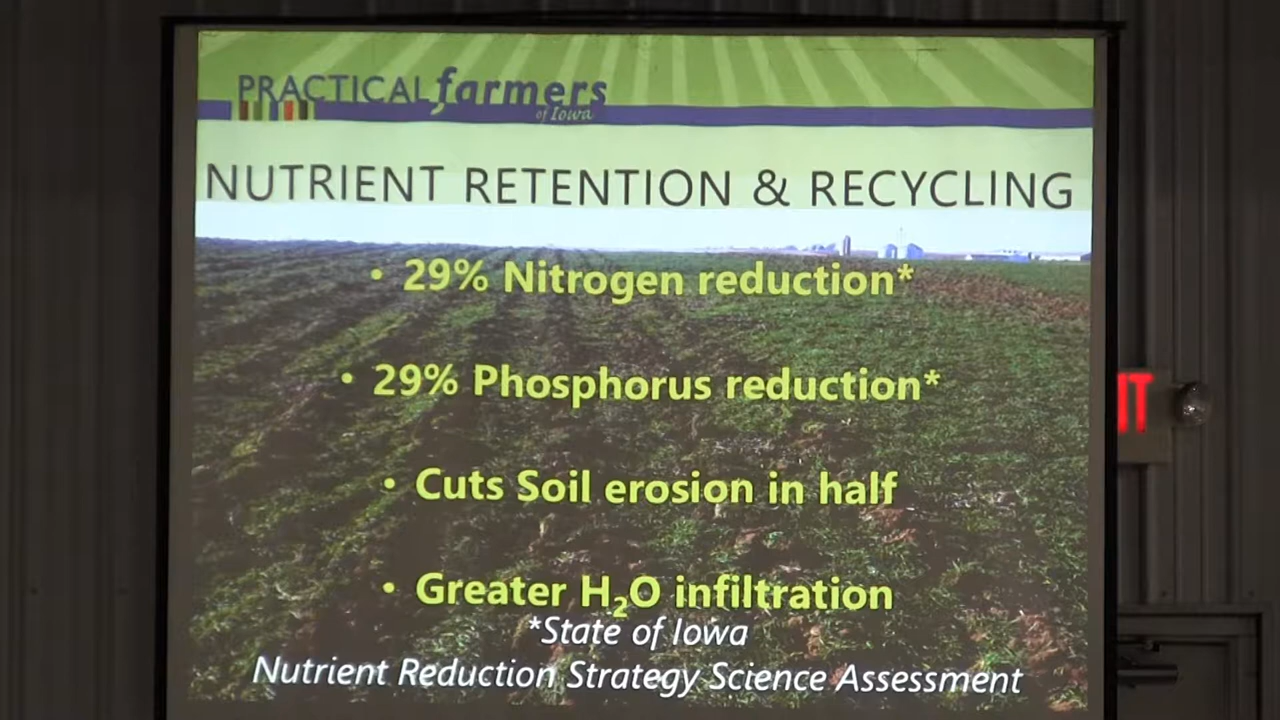 PRACTICAL farmers
of Iowa
NUTRIENT RETENTION & RECYCLING
• 29% Nitrogen reduction*
• 29% Phosphorus reduction*
• Cuts Soil erosion in half
• Greater H₂O infiltration
*State of Iowa
Nutrient Reduction Strategy Science Assessment
IT